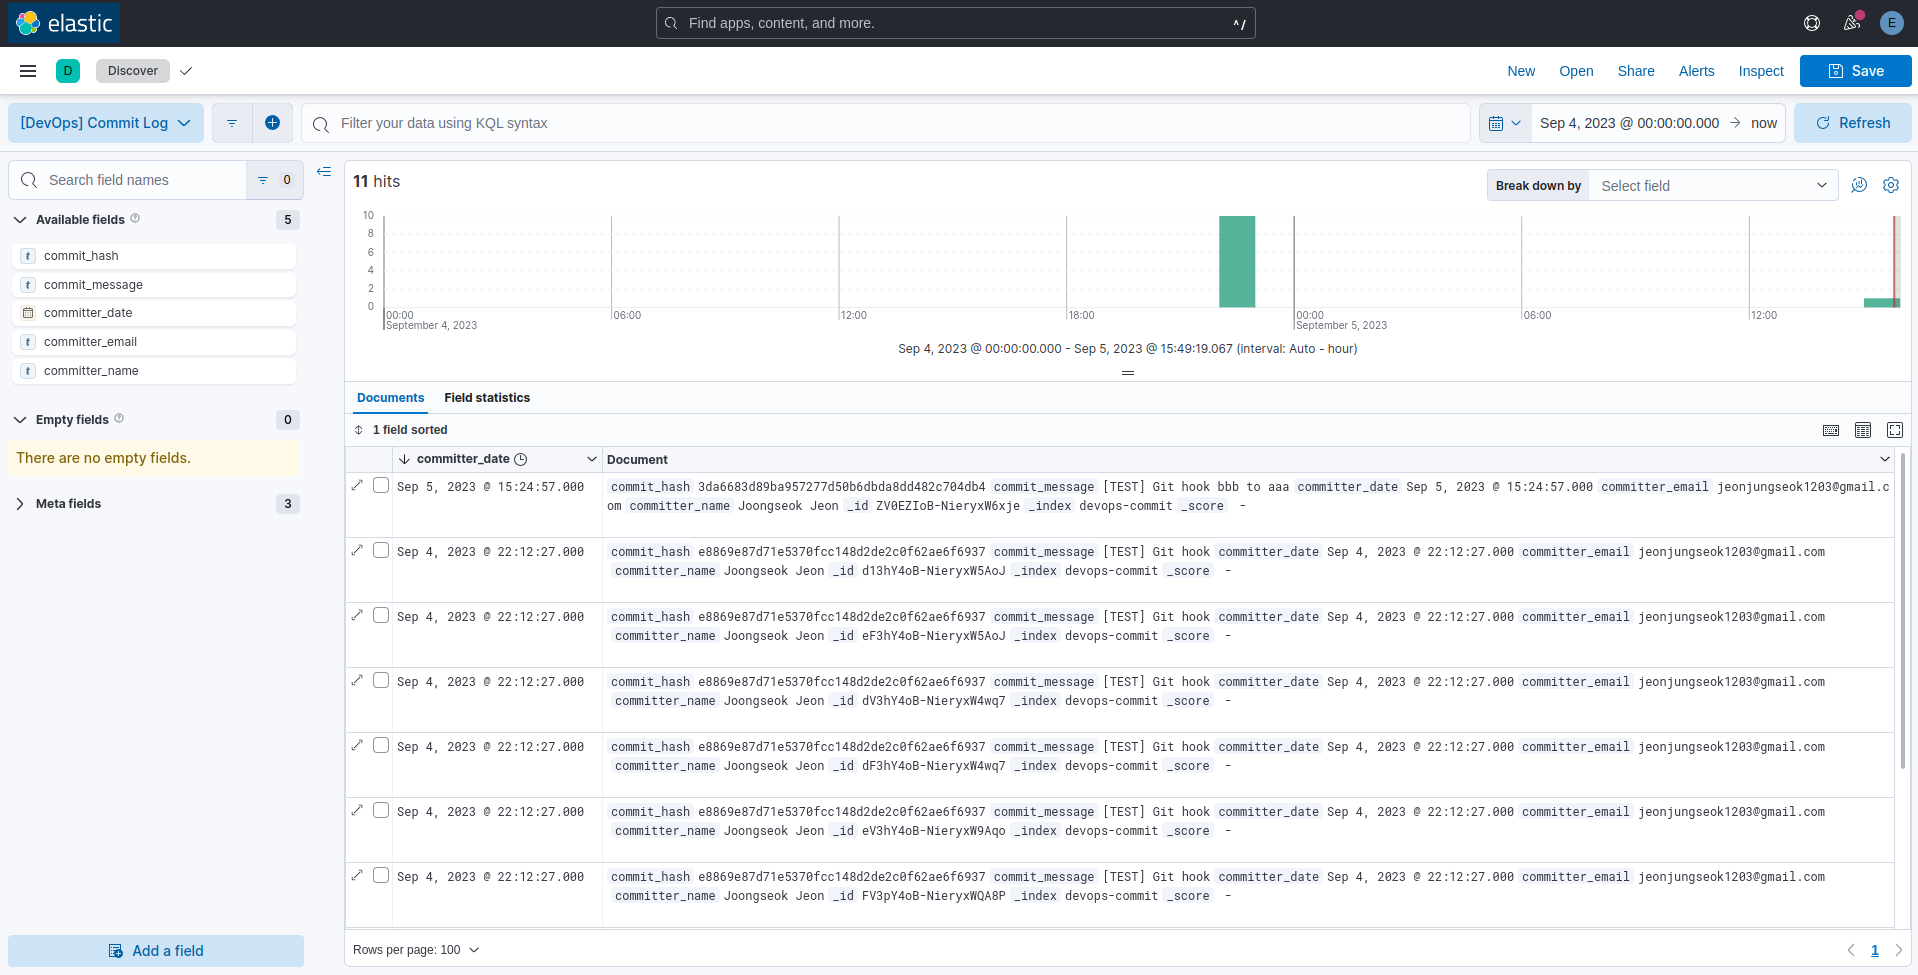 elastic
Find apps, content, and more.
^/
E
D
Discover
New
Open
Share
Alerts
Inspect
Save
[DevOps] Commit Log
Filter your data using KQL syntax
Sep 4, 2023 @ 00:00:00.000 → now
Refresh
Search field names
0
Available fields
5
t commit_hash
t commit_message
committer_date
t committer_email
t committer_name
Empty fields
0
There are no empty fields.
Meta fields
3
Add a field
11 hits
Break down by
Select field
10
8
6
4
2
0
00:00
September 4, 2023
06:00
12:00
18:00
00:00
September 5, 2023
06:00
12:00
Sep 4, 2023 @ 00:00:00.000 - Sep 5, 2023 @ 15:49:19.067 (interval: Auto - hour)
Documents
Field statistics
1 field sorted
committer_date
Document
Sep 5, 2023 @ 15:24:57.000
commit_hash 3da6683d89ba957277d50b6dbda8dd482c704db4 commit_message [TEST] Git hook bbb to aaa committer_date Sep 5, 2023 @ 15:24:57.000 committer_email jeonjungseok1203@gmail.c
om committer_name Joongseok Jeon _id ZV0EZIoB-NieryxW6xje _index devops-commit _score -
Sep 4, 2023 @ 22:12:27.000
commit_hash e8869e87d71e5370fcc148d2de2c0f62ae6f6937 commit_message [TEST] Git hook committer_date Sep 4, 2023 @ 22:12:27.000 committer_email jeonjungseok1203@gmail.com
committer_name Joongseok Jeon _id d13hY4oB-NieryxW5AoJ _index devops-commit _score -
Sep 4, 2023 @ 22:12:27.000
commit_hash e8869e87d71e5370fcc148d2de2c0f62ae6f6937 commit_message [TEST] Git hook committer_date Sep 4, 2023 @ 22:12:27.000 committer_email jeonjungseok1203@gmail.com
committer_name Joongseok Jeon _id eF3hY4oB-NieryxW5AoJ _index devops-commit _score -
Sep 4, 2023 @ 22:12:27.000
commit_hash e8869e87d71e5370fcc148d2de2c0f62ae6f6937 commit_message [TEST] Git hook committer_date Sep 4, 2023 @ 22:12:27.000 committer_email jeonjungseok1203@gmail.com
committer_name Joongseok Jeon _id dV3hY4oB-NieryxW4wq7 _index devops-commit _score -
Sep 4, 2023 @ 22:12:27.000
commit_hash e8869e87d71e5370fcc148d2de2c0f62ae6f6937 commit_message [TEST] Git hook committer_date Sep 4, 2023 @ 22:12:27.000 committer_email jeonjungseok1203@gmail.com
committer_name Joongseok Jeon _id dF3hY4oB-NieryxW4wq7 _index devops-commit _score -
Sep 4, 2023 @ 22:12:27.000
commit_hash e8869e87d71e5370fcc148d2de2c0f62ae6f6937 commit_message [TEST] Git hook committer_date Sep 4, 2023 @ 22:12:27.000 committer_email jeonjungseok1203@gmail.com
committer_name Joongseok Jeon _id eV3hY4oB-NieryxW9Aqo _index devops-commit _score -
Sep 4, 2023 @ 22:12:27.000
commit_hash e8869e87d71e5370fcc148d2de2c0f62ae6f6937 commit_message [TEST] Git hook committer_date Sep 4, 2023 @ 22:12:27.000 committer_email jeonjungseok1203@gmail.com
committer_name Joongseok Jeon _id FV3pY4oB-NieryxWQA8P _index devops-commit _score -
Rows per page: 100
1